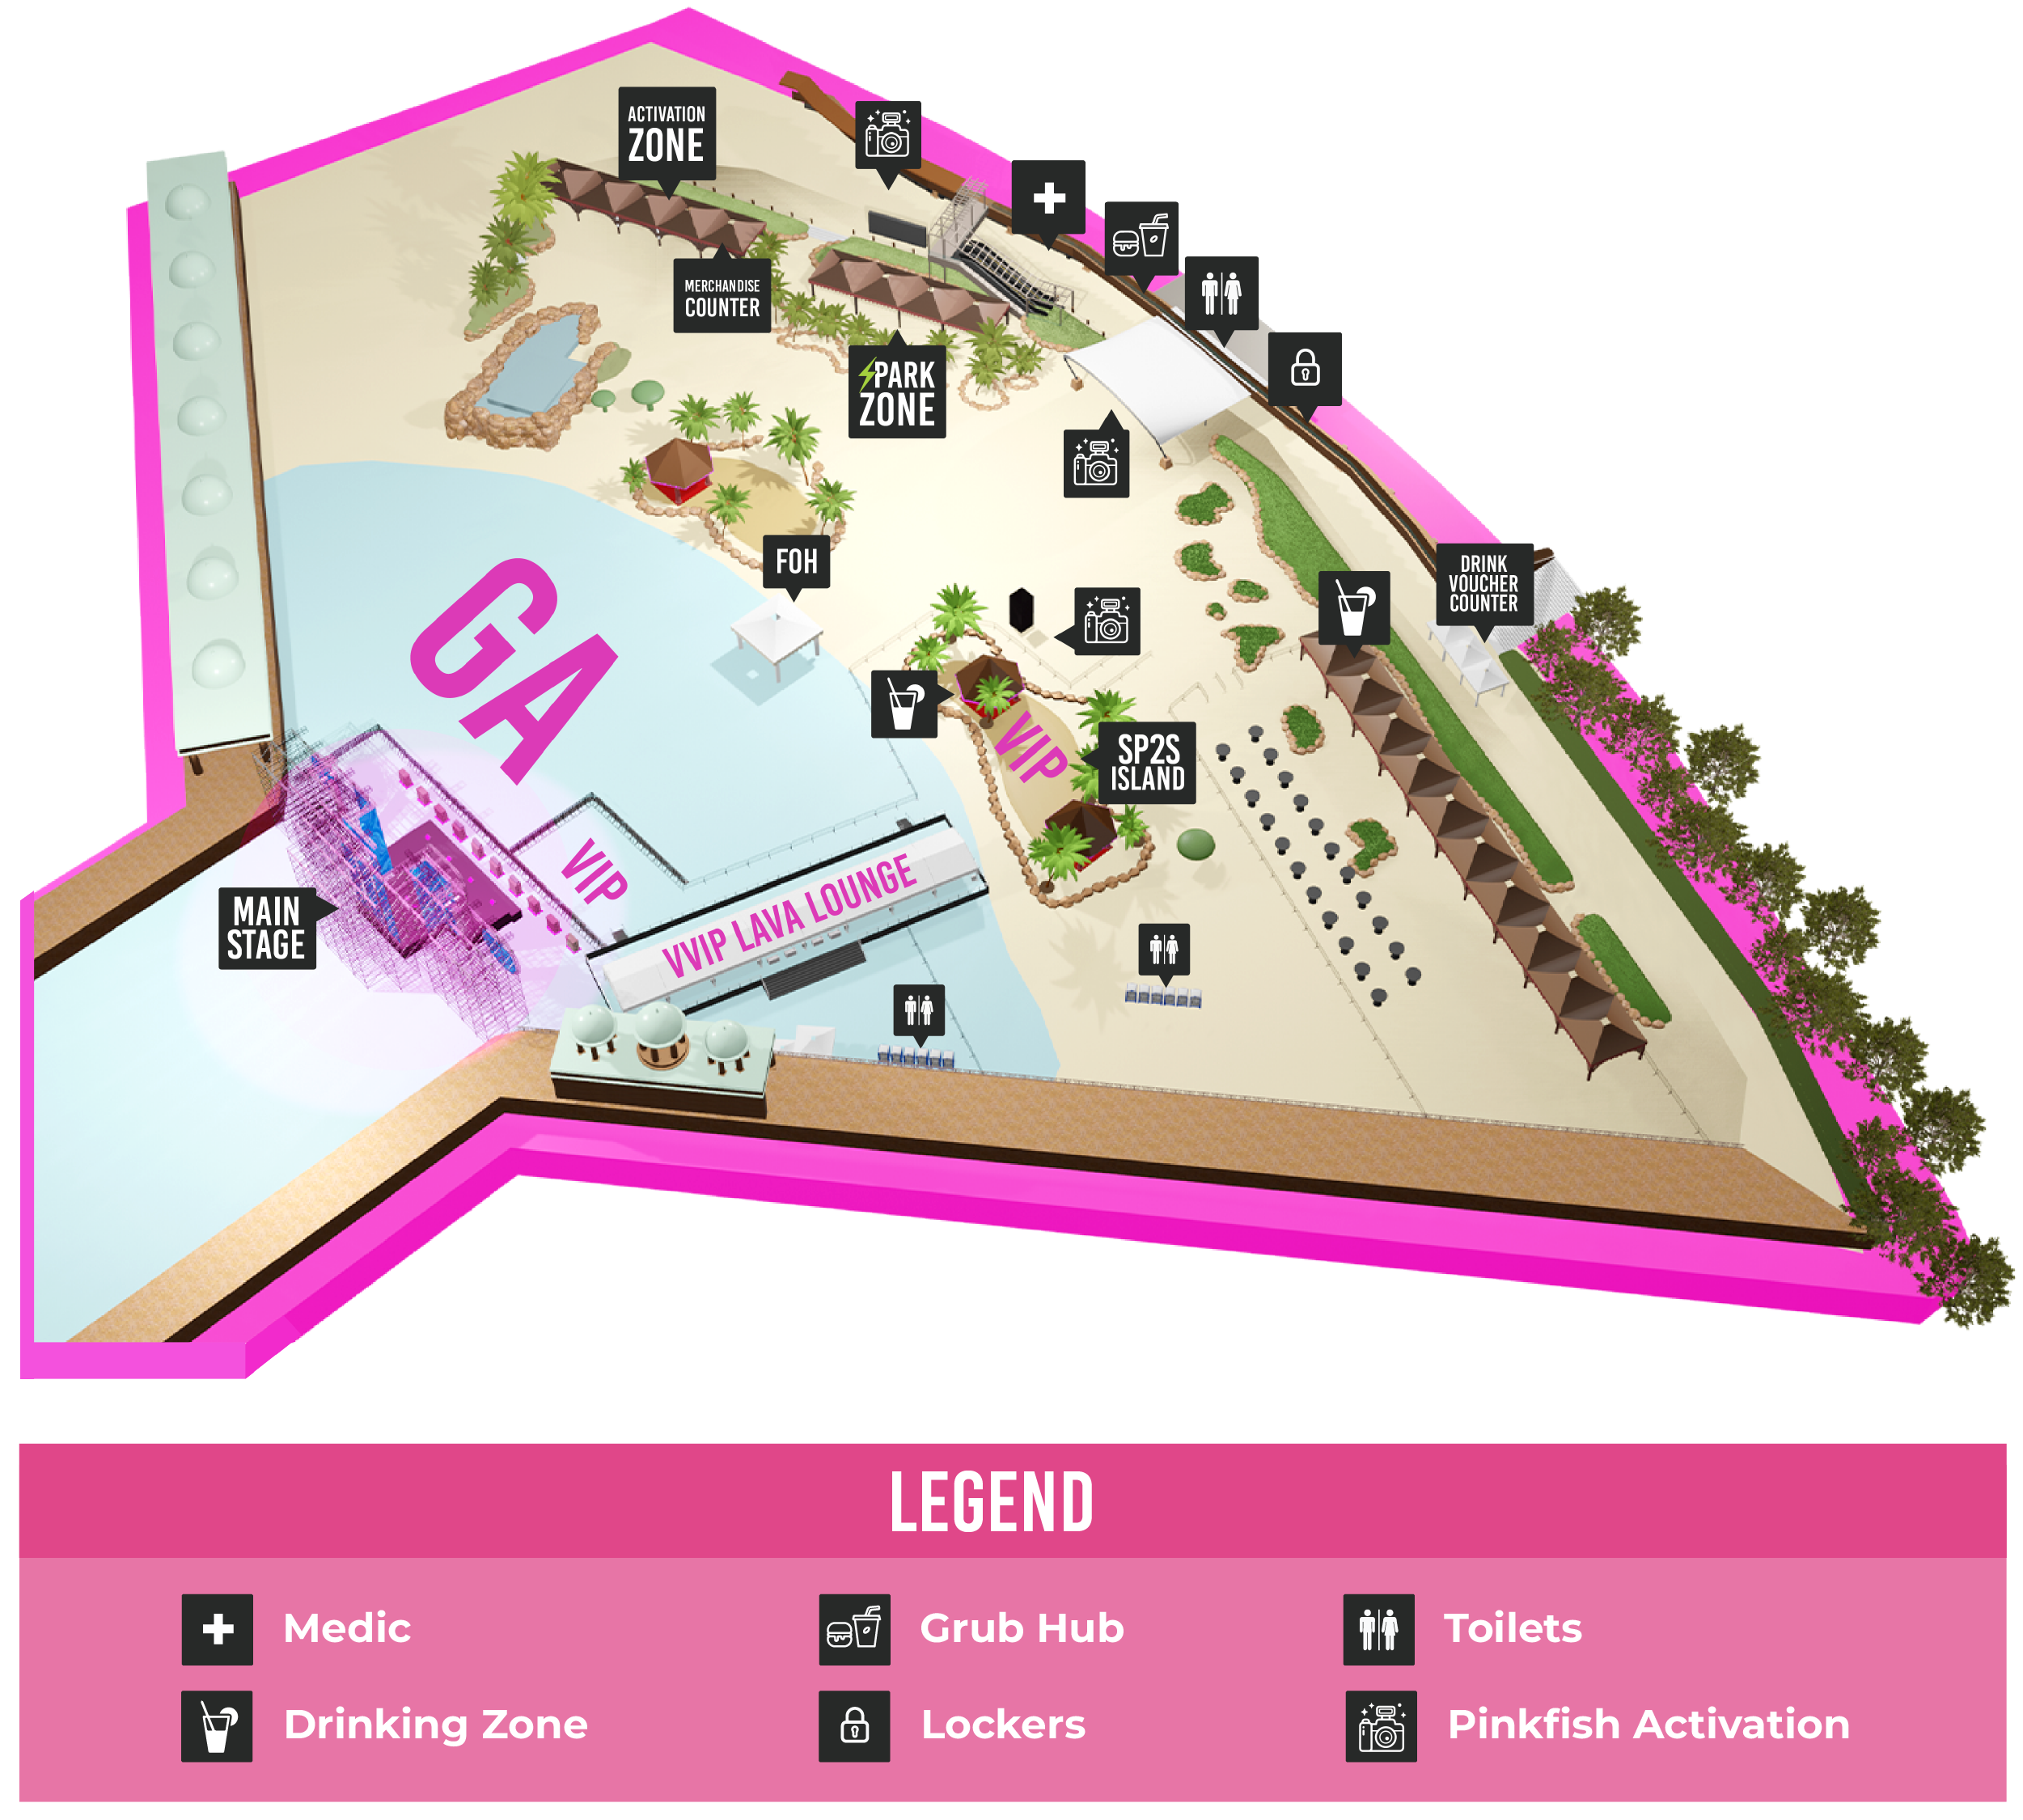 ACTIVATION
ZONE
MERCHANDISE
COUNTER
PARK
ZONE
FOH
DRINK
VOUCHER
COUNTER
GA
VIP
SP2S
ISLAND
VIP
VVIP LAVA LOUNGE
MAIN
STAGE
LEGEND
Medic
Grub Hub
Toilets
Drinking Zone
Lockers
Pinkfish Activation